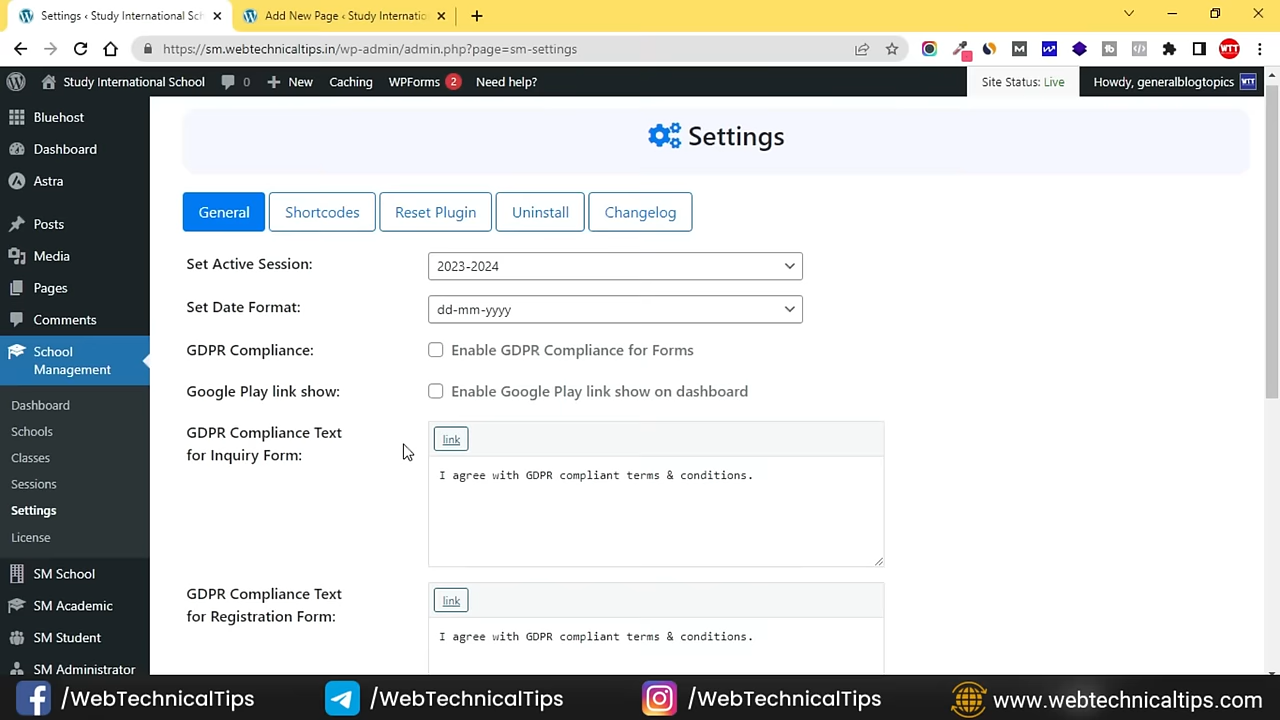 Settings ‹ Study International Scho
Add New Page ‹ Study Internatio
https://sm.webtechnicaltips.in/wp-admin/admin.php?page=sm-settings
Study International School
0
New
Caching
WPForms 2
Need help?
Site Status: Live
Howdy, generalblogtopics
WTT
Bluehost
Dashboard
Astra
Posts
Media
Pages
Comments
School
Management
Dashboard
Schools
Classes
Sessions
Settings
License
SM School
SM Academic
SM Student
SM Administrator
Settings
General
Shortcodes
Reset Plugin
Uninstall
Changelog
Set Active Session:
2023-2024
Set Date Format:
dd-mm-yyyy
GDPR Compliance:
Enable GDPR Compliance for Forms
Google Play link show:
Enable Google Play link show on dashboard
GDPR Compliance Text
for Inquiry Form:
link
I agree with GDPR compliant terms & conditions.
GDPR Compliance Text
for Registration Form:
link
I agree with GDPR compliant terms & conditions.
/WebTechnicalTips
/WebTechnicalTips
/WebTechnicalTips
www.webtechnicaltips.com